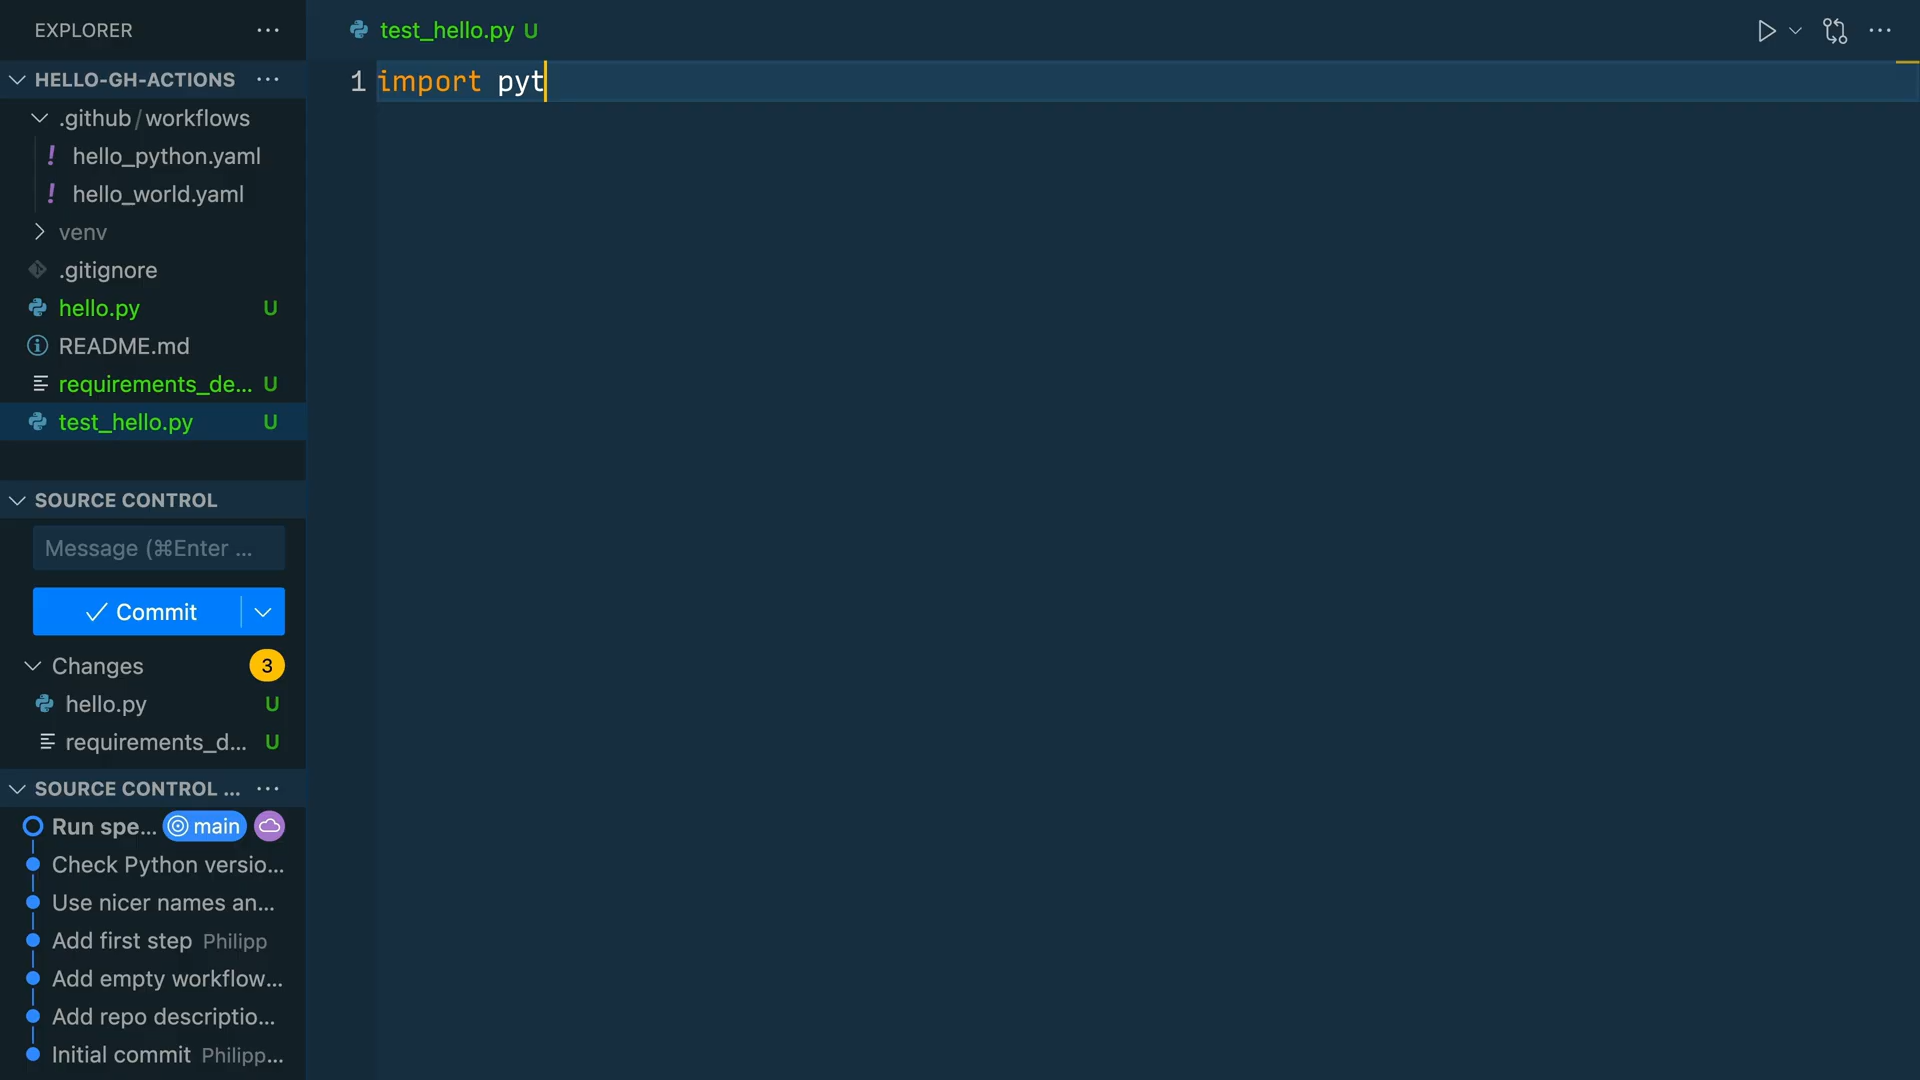 EXPLORER
HELLO-GH-ACTIONS
.github/workflows
! hello_python.yaml
! hello_world.yaml
venv
.gitignore
hello.py U
README.md
requirements_de... U
test_hello.py U
SOURCE CONTROL
Message (⌘Enter ...
Commit
Changes 3
hello.py U
requirements_d... U
SOURCE CONTROL ...
Run spe... main
Check Python versio...
Use nicer names an...
Add first step Philipp
Add empty workflow...
Add repo descriptio...
Initial commit Philipp...
test_hello.py U
1 import pyt